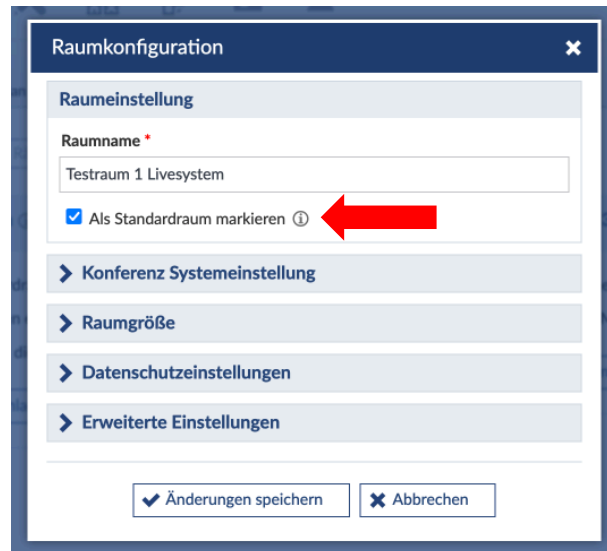 Raumkonfiguration
Raumeinstellung
Raumname *
Testraum 1 Livesystem
Als Standardraum markieren
Konferenz Systemeinstellung
Raumgröße
Datenschutzeinstellungen
Erweiterte Einstellungen
Änderungen speichern
Abbrechen